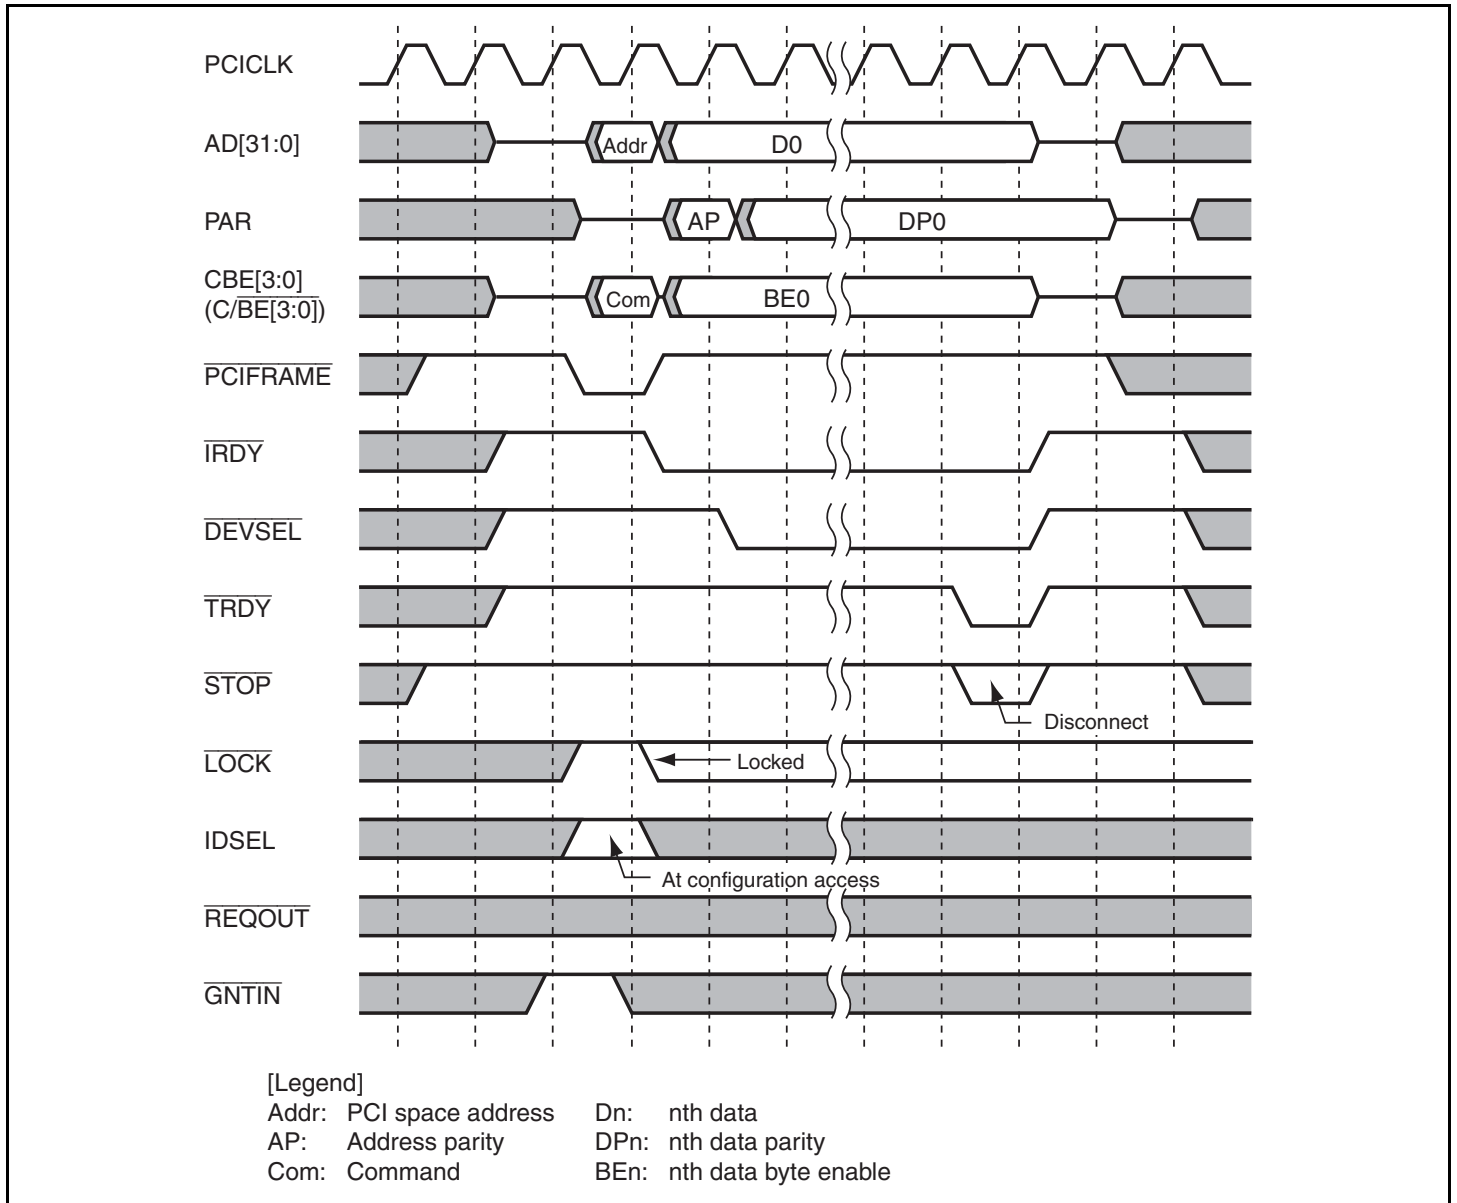 PCICLK
AD[31:0]
Addr
D0
PAR
AP
DP0
CBE[3:0]
(C/BE[3:0])
Com
BE0
PCIFRAME
IRDY
DEVSEL
TRDY
STOP
Disconnect
LOCK
Locked
IDSEL
At configuration access
REQOUT
GNTIN
[Legend]
Addr: PCI space address Dn: nth data
AP: Address parity DPn: nth data parity
Com: Command BEn: nth data byte enable